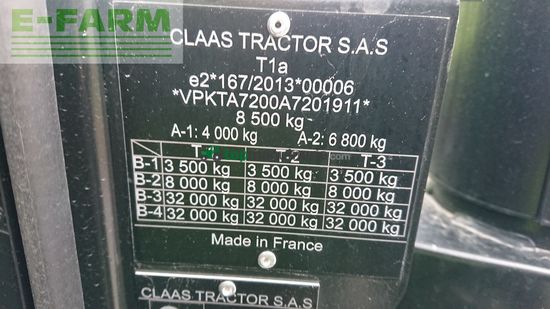 E-FARM
CLAAS TRACTOR S.A.S
T1a
e2*167/2013*00006
*VPKTA7200A7201911*
8 500 kg
A-1: 4 000 kg A-2: 6 800 kg
T-1 T-2 T-3
B-1 3 500 kg 3 500 kg 3 500 kg
B-2 8 000 kg 8 000 kg 8 000 kg
B-3 32 000 kg 32 000 kg 32 000 kg
B-4 32 000 kg 32 000 kg 32 000 kg
Made in France
CLAAS TRACTOR S.A.S